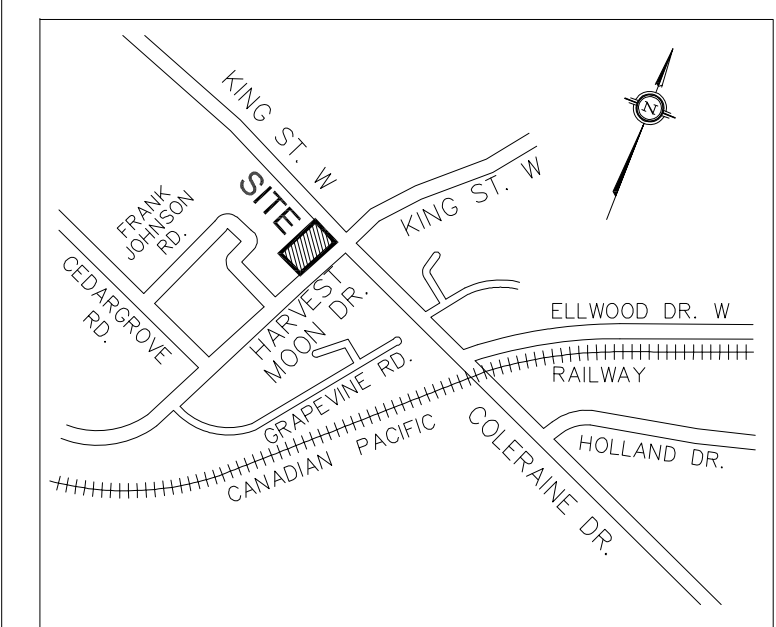 KING ST. W
N
SITE
KING ST. W
FRANK
JOHNSON
RD.
CEDARGROVE
RD.
HARVEST
MOON DR.
ELLWOOD DR. W
RAILWAY
GRAPEVINE RD.
CANADIAN PACIFIC
COLERAINE DR.
HOLLAND DR.